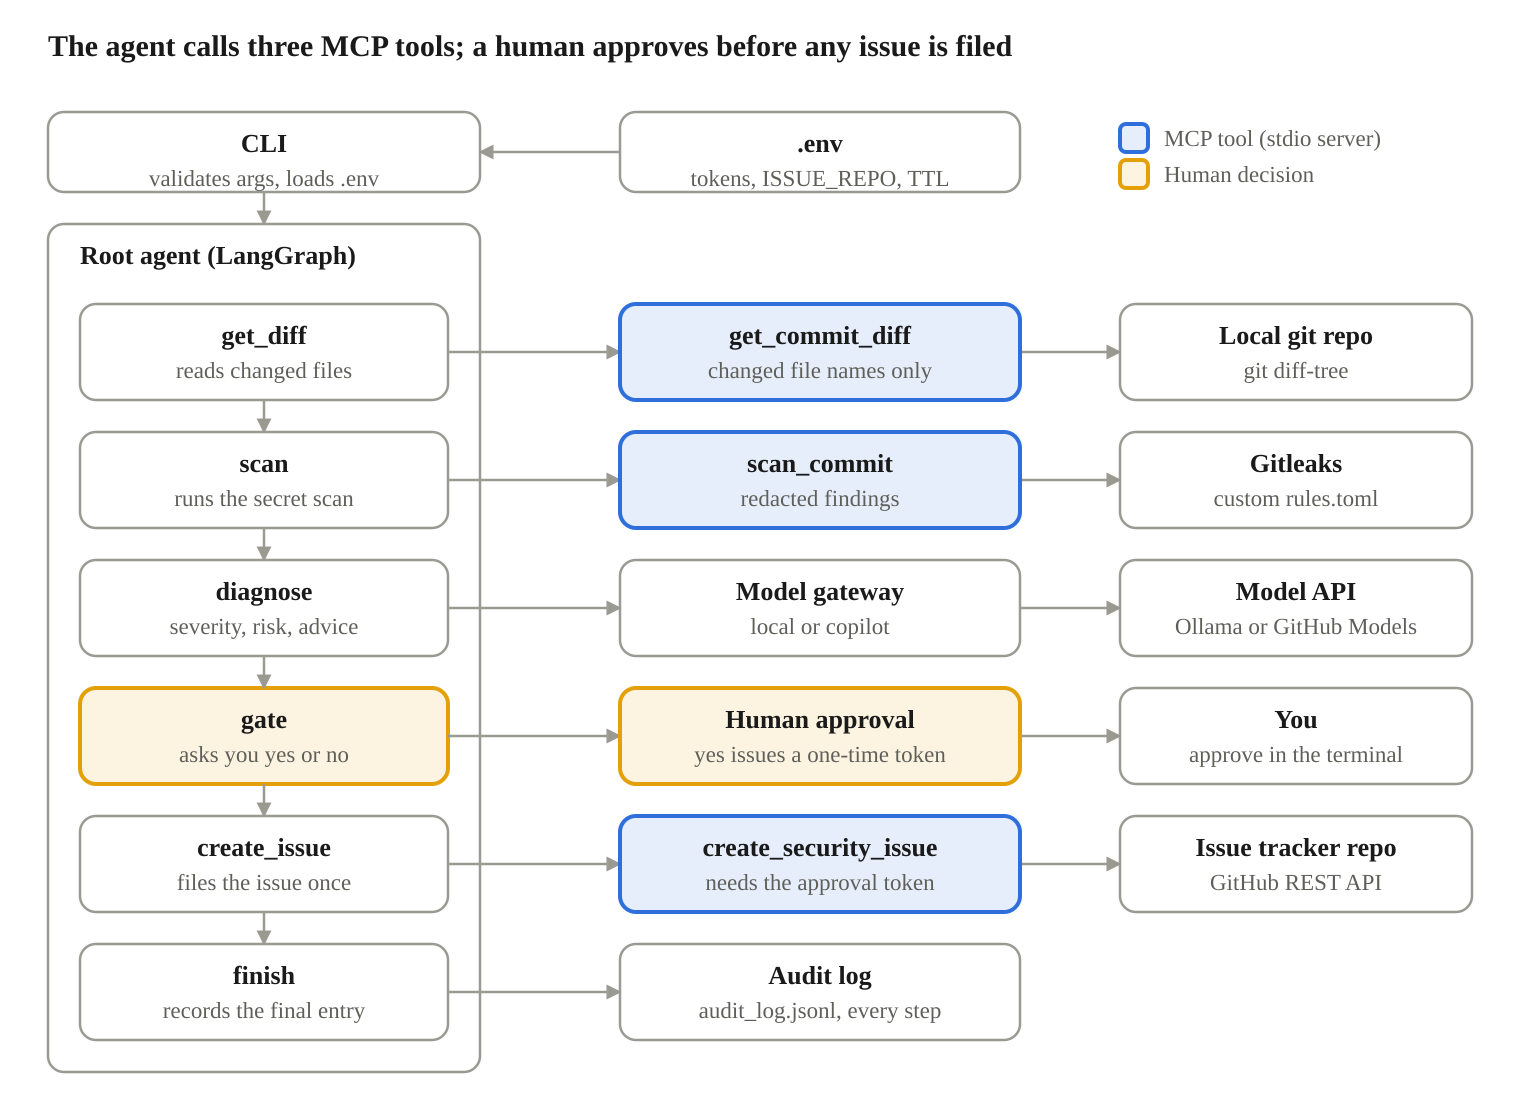 The agent calls three MCP tools; a human approves before any issue is filed
CLI
validates args, loads .env
.env
tokens, ISSUE_REPO, TTL
MCP tool (stdio server)
Human decision
Root agent (LangGraph)
get_diff
reads changed files
get_commit_diff
changed file names only
Local git repo
git diff-tree
scan
runs the secret scan
scan_commit
redacted findings
Gitleaks
custom rules.toml
diagnose
severity, risk, advice
Model gateway
local or copilot
Model API
Ollama or GitHub Models
gate
asks you yes or no
Human approval
yes issues a one-time token
You
approve in the terminal
create_issue
files the issue once
create_security_issue
needs the approval token
Issue tracker repo
GitHub REST API
finish
records the final entry
Audit log
audit_log.jsonl, every step